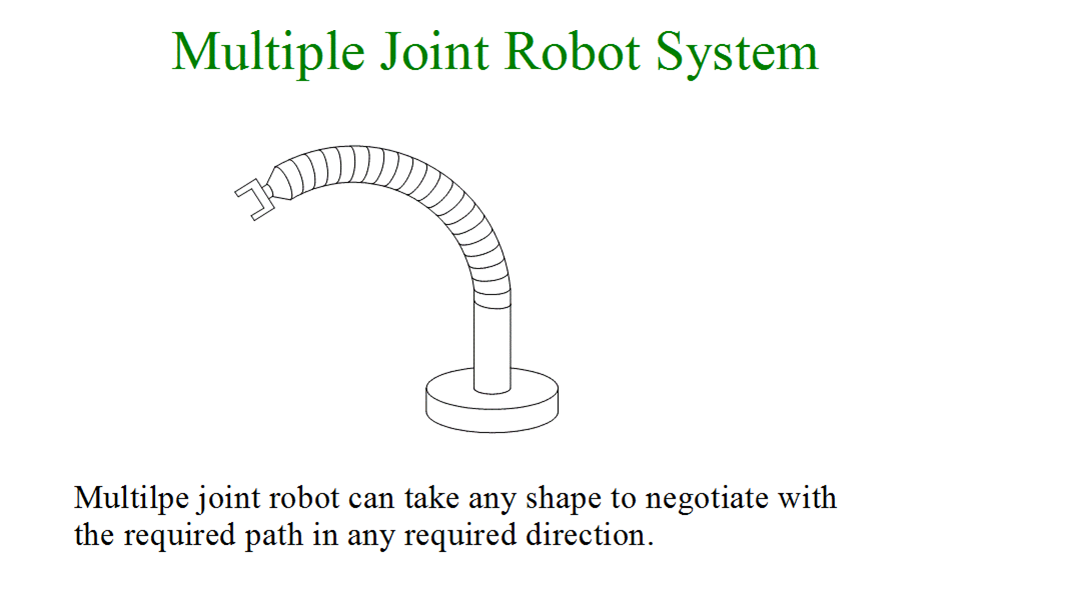 Multiple Joint Robot System
Multilpe joint robot can take any shape to negotiate with
the required path in any required direction.